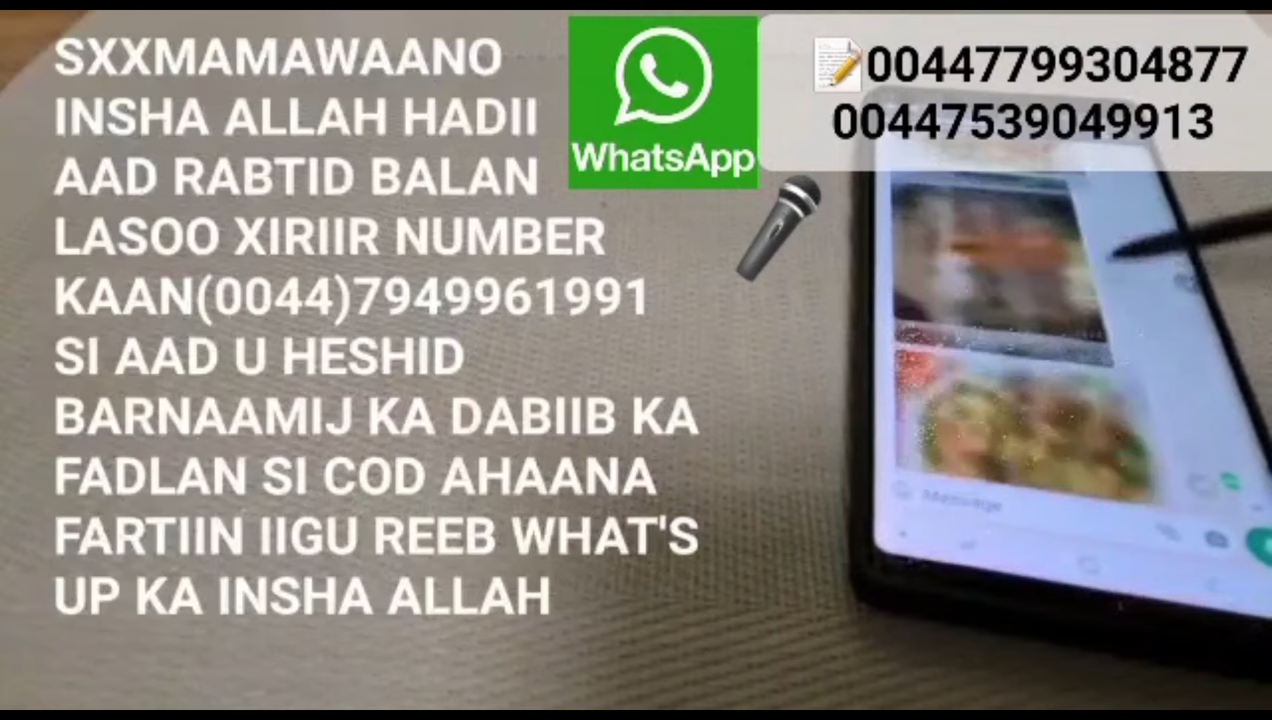 SXXMAMAWAANO
INSHA ALLAH HADII
AAD RABTID BALAN
LASOO XIRIIR NUMBER
KAAN(0044)7949961991
SI AAD U HESHID
BARNAAMIJ KA DABIIB KA
FADLAN SI COD AHAANA
FARTIIN IIGU REEB WHAT'S
UP KA INSHA ALLAH
WhatsApp
00447799304877
00447539049913
Message